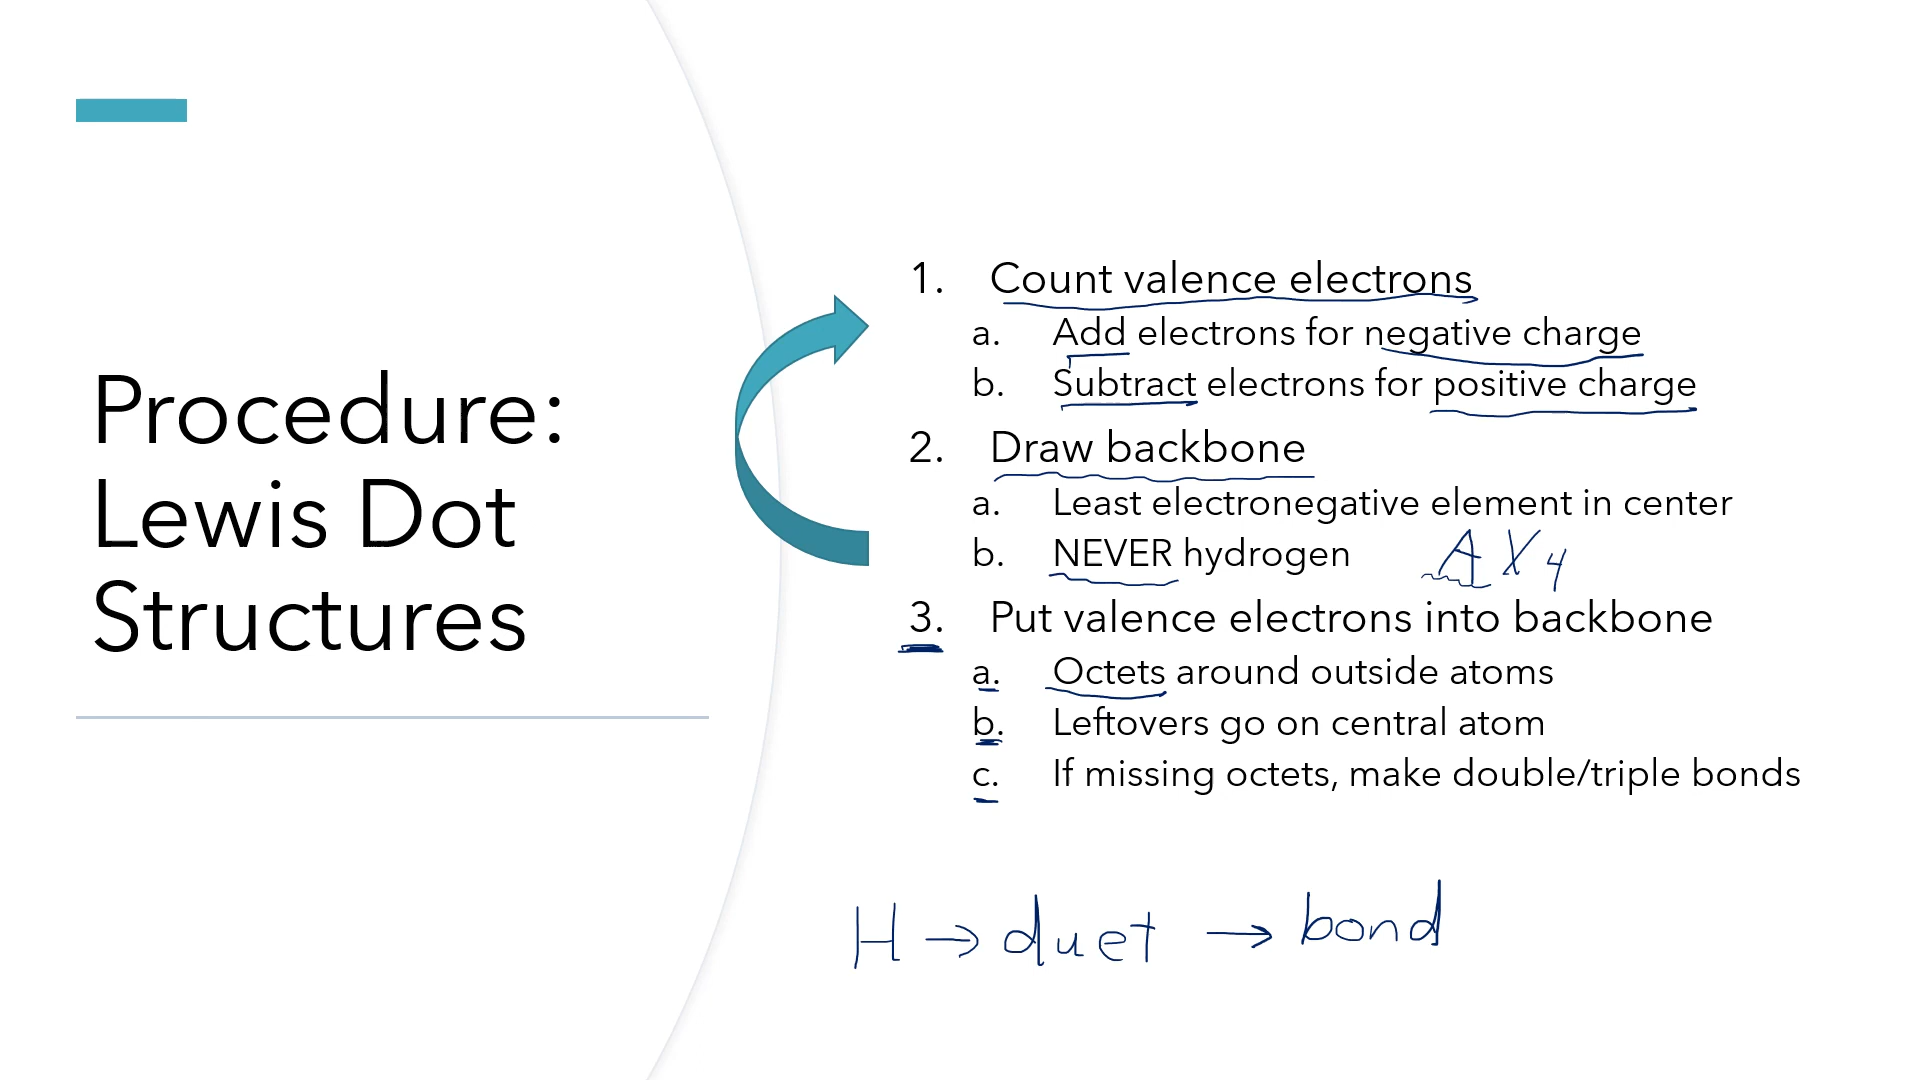 Procedure:
Lewis Dot
Structures
1. Count valence electrons
a. Add electrons for negative charge
b. Subtract electrons for positive charge
2. Draw backbone
a. Least electronegative element in center
b. NEVER hydrogen AX4
3. Put valence electrons into backbone
a. Octets around outside atoms
b. Leftovers go on central atom
c. If missing octets, make double/triple bonds
H → duet → bond